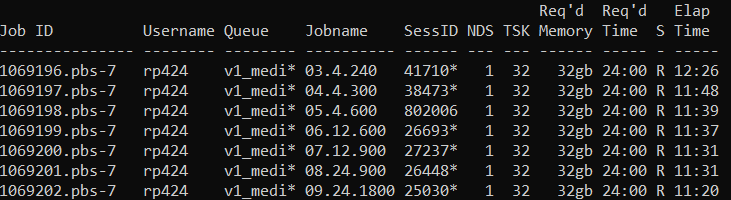 Req'd  Req'd   Elap
Job ID          Username Queue    Jobname    SessID NDS TSK Memory Time  S Time
--------------- -------- -------- ---------- ------ --- --- ------ ----- - -----
1069196.pbs-7   rp424    v1_medi* 03.4.240   41710*   1  32   32gb 24:00 R 12:26
1069197.pbs-7   rp424    v1_medi* 04.4.300   38473*   1  32   32gb 24:00 R 11:48
1069198.pbs-7   rp424    v1_medi* 05.4.600   802006   1  32   32gb 24:00 R 11:39
1069199.pbs-7   rp424    v1_medi* 06.12.600  26693*   1  32   32gb 24:00 R 11:37
1069200.pbs-7   rp424    v1_medi* 07.12.900  27237*   1  32   32gb 24:00 R 11:31
1069201.pbs-7   rp424    v1_medi* 08.24.900  26448*   1  32   32gb 24:00 R 11:31
1069202.pbs-7   rp424    v1_medi* 09.24.1800 25030*   1  32   32gb 24:00 R 11:20